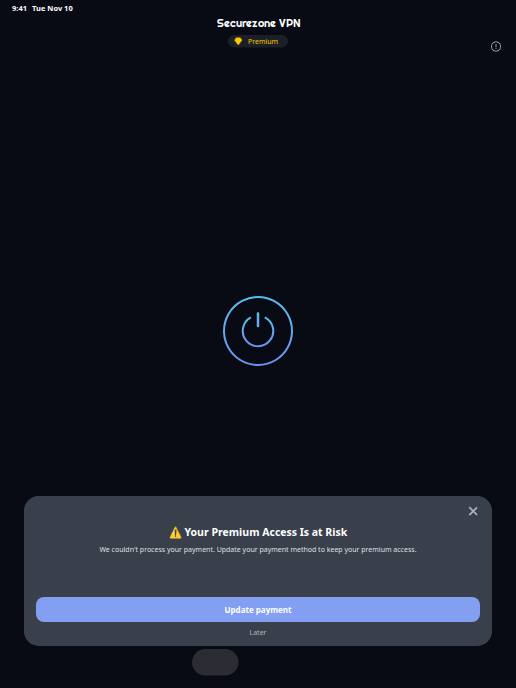 9:41 Tue Nov 10
Securezone VPN
Premium
⚠️ Your Premium Access Is at Risk
We couldn't process your payment. Update your payment method to keep your premium access.
Update payment
Later